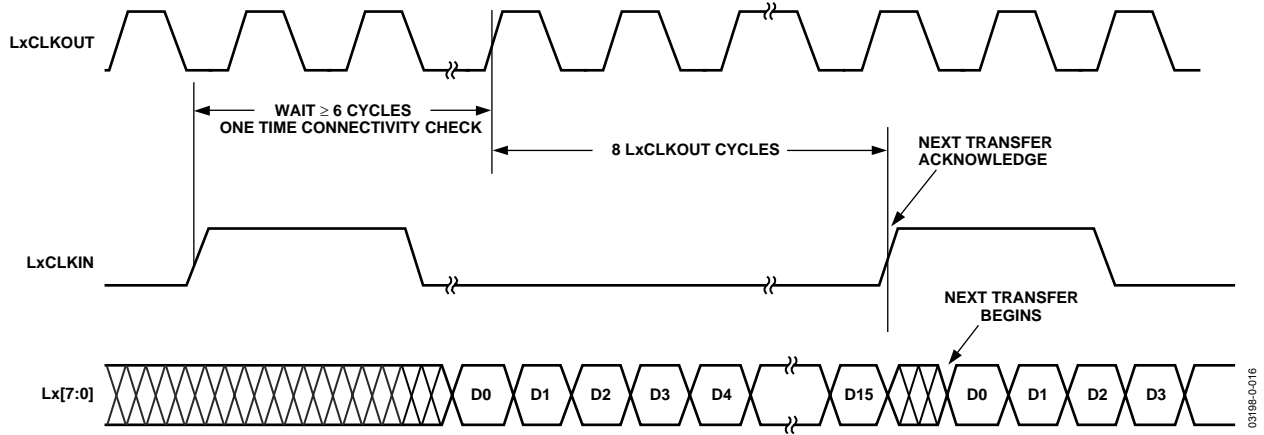 LxCLKOUT
WAIT ≥ 6 CYCLES
ONE TIME CONNECTIVITY CHECK
8 LxCLKOUT CYCLES
NEXT TRANSFER
ACKNOWLEDGE
LxCLKIN
NEXT TRANSFER
BEGINS
Lx[7:0]
D0 D1 D2 D3 D4 D15 D0 D1 D2 D3
03198-0-016